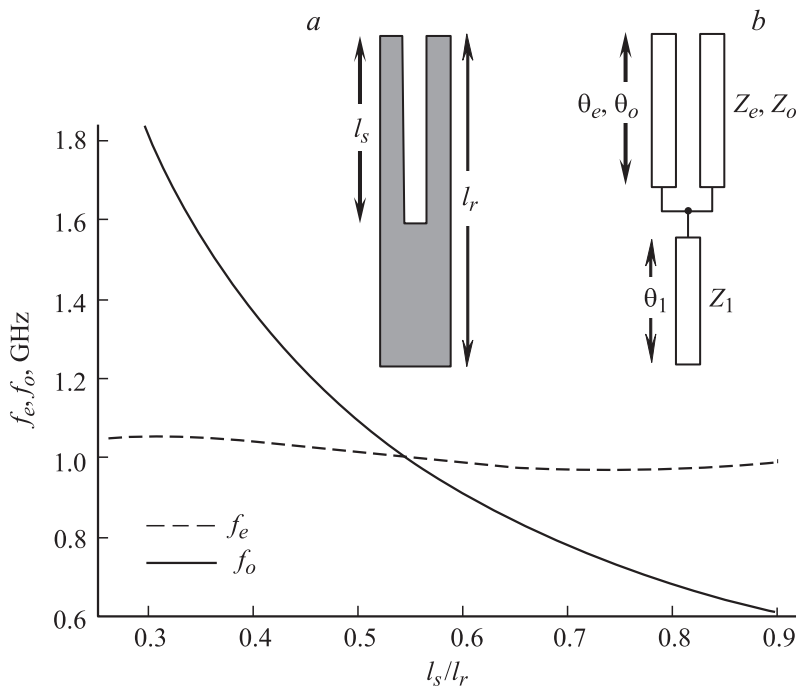 a
b
l_s
l_r
θ_e, θ_o
Z_e, Z_o
θ_1
Z_1
f_e, f_o, GHz
1.8
1.6
1.4
1.2
1.0
0.8
0.6
f_e
f_o
0.3 0.4 0.5 0.6 0.7 0.8 0.9
l_s/l_r